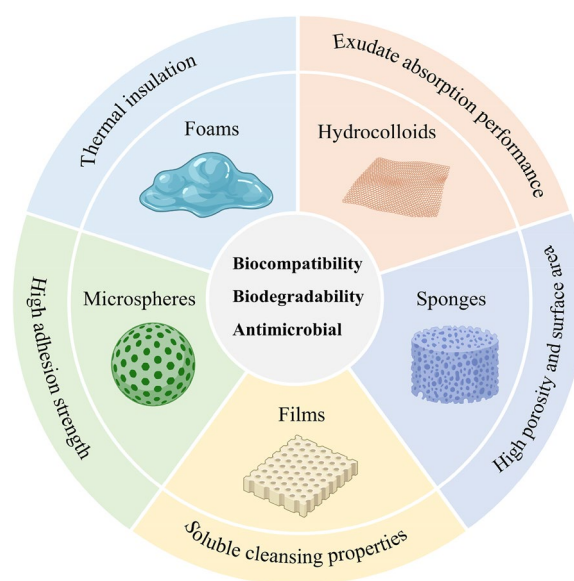 Thermal insulation
Exudate absorption performance
Foams
Hydrocolloids
Biocompatibility
Biodegradability
Antimicrobial
Microspheres
Sponges
High adhesion strength
High porosity and surface area
Films
Soluble cleansing properties